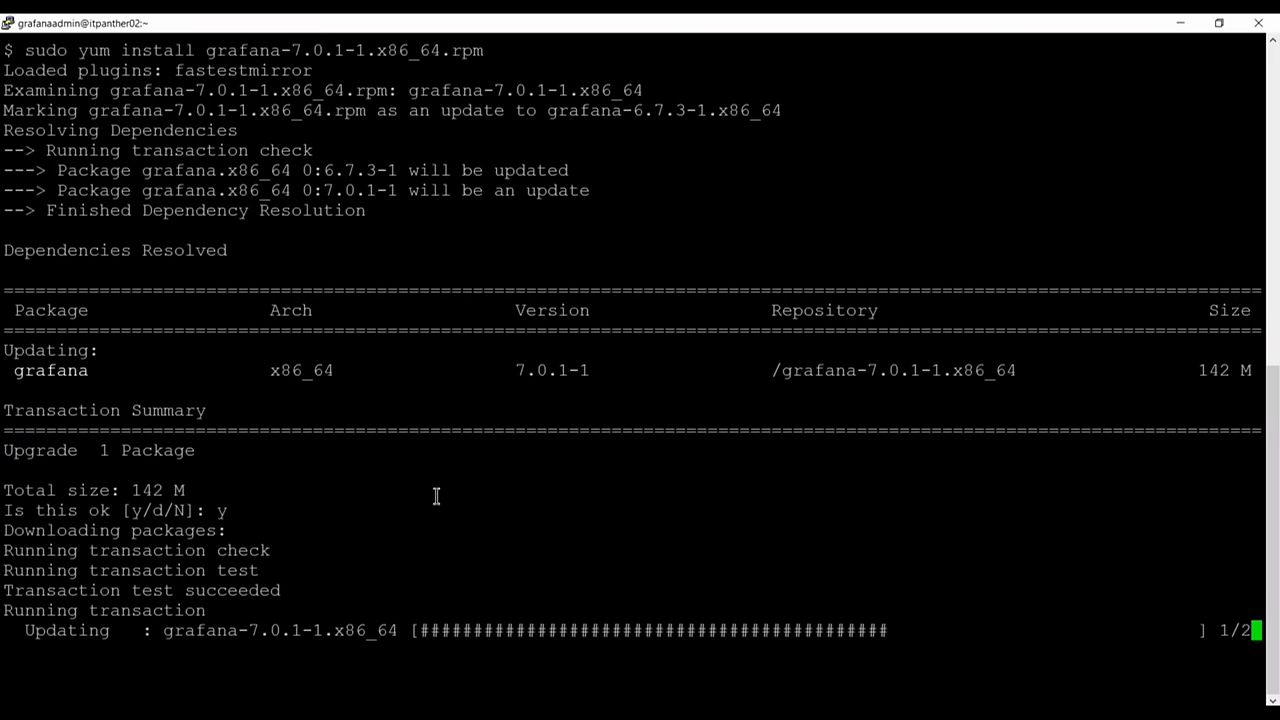 grafanaadmin@itpanther02:~
$ sudo yum install grafana-7.0.1-1.x86_64.rpm
Loaded plugins: fastestmirror
Examining grafana-7.0.1-1.x86_64.rpm: grafana-7.0.1-1.x86_64
Marking grafana-7.0.1-1.x86_64.rpm as an update to grafana-6.7.3-1.x86_64
Resolving Dependencies
--> Running transaction check
---> Package grafana.x86_64 0:6.7.3-1 will be updated
---> Package grafana.x86_64 0:7.0.1-1 will be an update
--> Finished Dependency Resolution
Dependencies Resolved
================================================================================
Package Arch Version Repository Size
================================================================================
Updating:
grafana x86_64 7.0.1-1 /grafana-7.0.1-1.x86_64 142 M
Transaction Summary
================================================================================
Upgrade  1 Package
Total size: 142 M
Is this ok [y/d/N]: y
Downloading packages:
Running transaction check
Running transaction test
Transaction test succeeded
Running transaction
Updating   : grafana-7.0.1-1.x86_64 [############################################                              ] 1/2